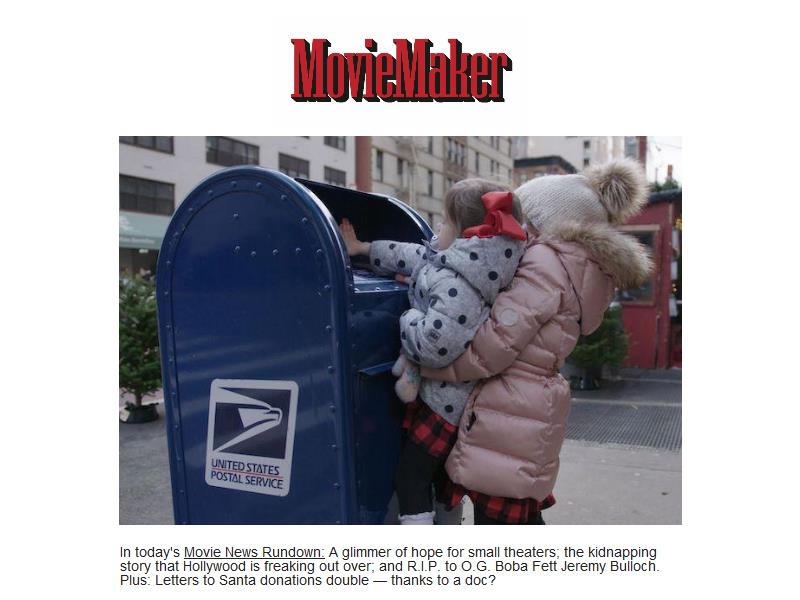 MovieMaker
UNITED STATES
POSTAL SERVICE
In today's Movie News Rundown: A glimmer of hope for small theaters; the kidnapping
story that Hollywood is freaking out over; and R.I.P. to O.G. Boba Fett Jeremy Bulloch.
Plus: Letters to Santa donations double — thanks to a doc?